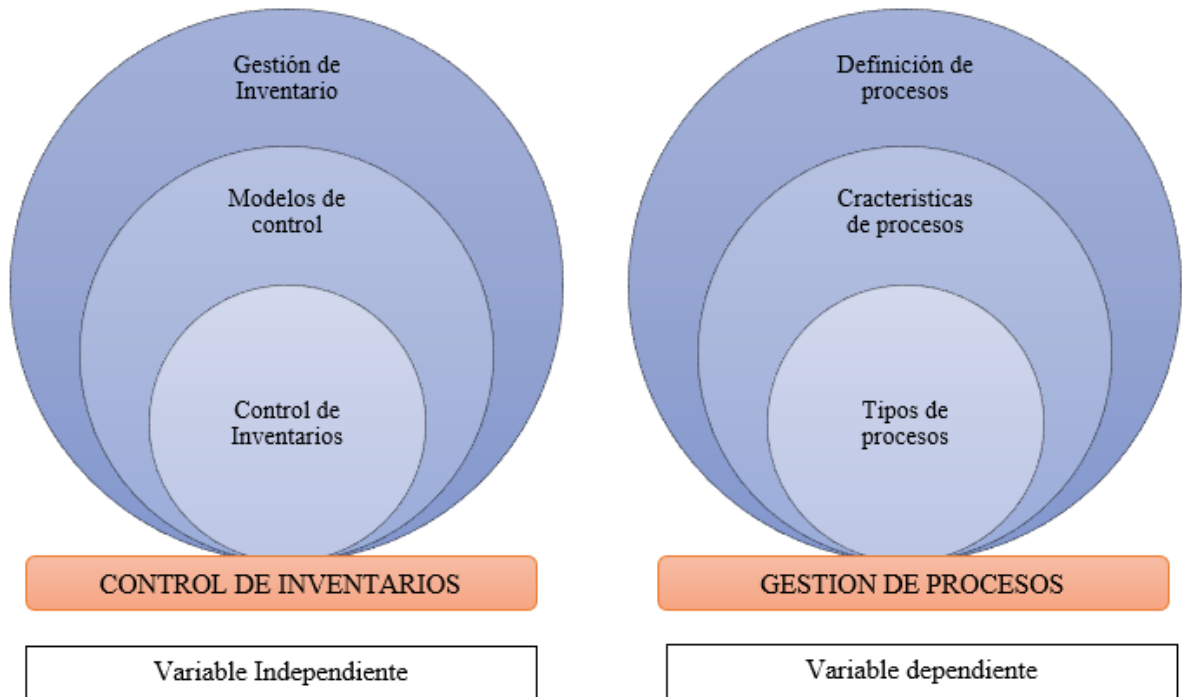 Gestión de
Inventario
Modelos de
control
Control de
Inventarios
CONTROL DE INVENTARIOS
Variable Independiente
Definición de
procesos
Cracteristicas
de procesos
Tipos de
procesos
GESTION DE PROCESOS
Variable dependiente